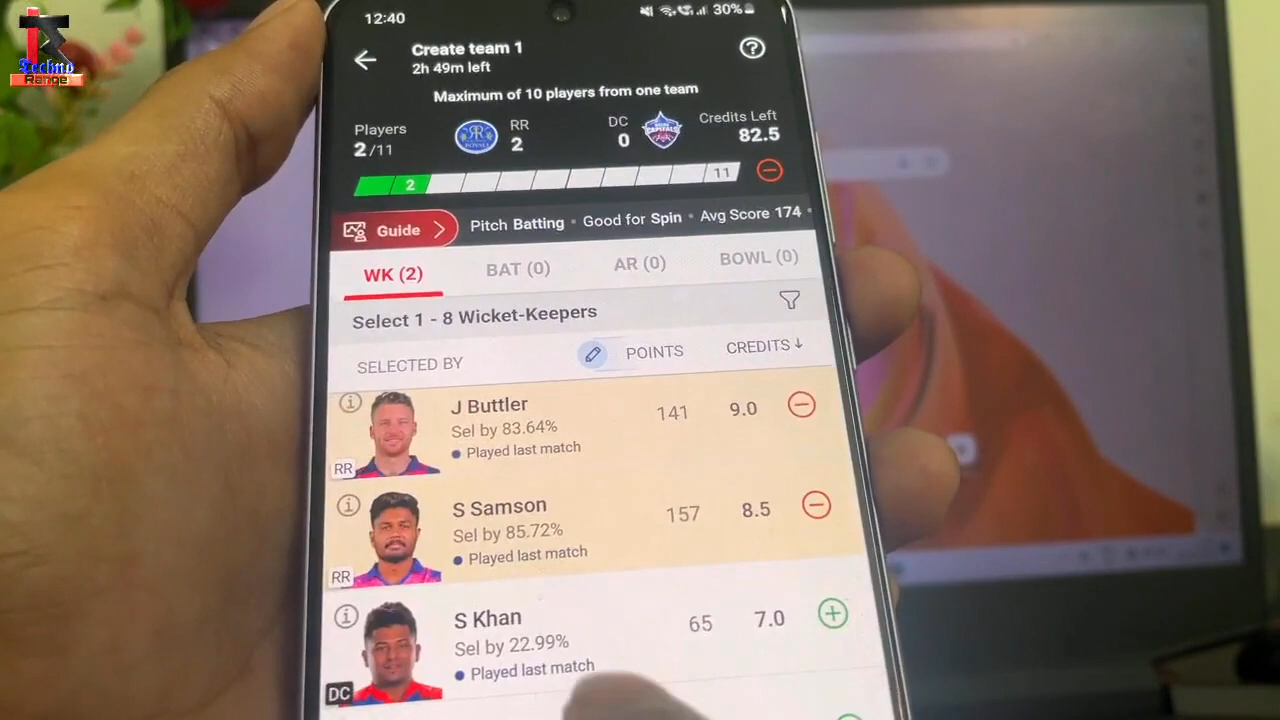 Techno
Range
12:40
30%
Create team 1
2h 49m left
Maximum of 10 players from one team
Players
2/11
RR
2
DC
0
CAPITALS
Credits Left
82.5
2
11
Guide
Pitch Batting • Good for Spin • Avg Score 174 •
WK (2)
BAT (0)
AR (0)
BOWL (0)
Select 1 - 8 Wicket-Keepers
SELECTED BY
POINTS
CREDITS ↓
J Buttler
Sel by 83.64%
Played last match
RR
141
9.0
S Samson
Sel by 85.72%
Played last match
RR
157
8.5
S Khan
Sel by 22.99%
Played last match
DC
65
7.0